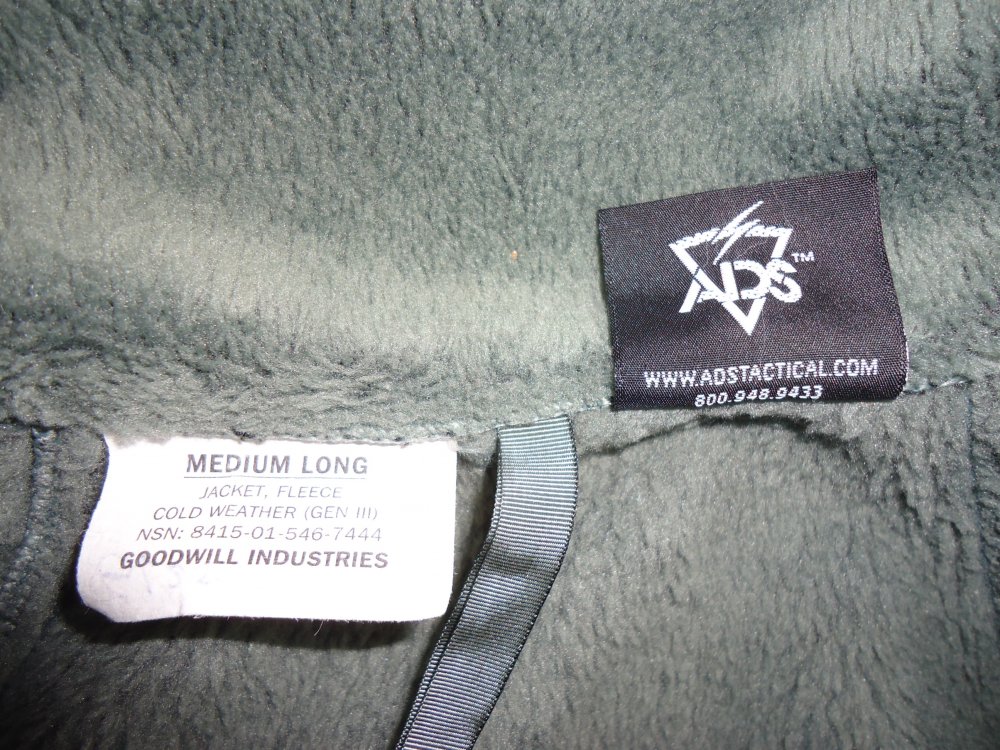 ADS™
WWW.ADSTACTICAL.COM
800.948.9433
MEDIUM LONG
JACKET, FLEECE
COLD WEATHER (GEN III)
NSN: 8415-01-546-7444
GOODWILL INDUSTRIES